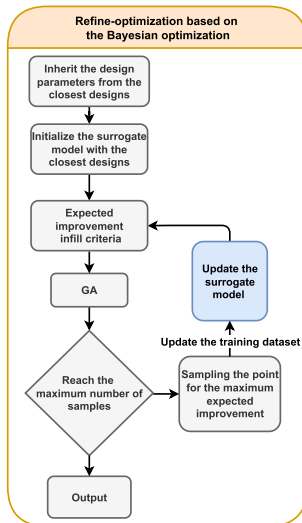 Refine-optimization based on
the Bayesian optimization
Inherit the design
parameters from the
closest designs
Initialize the surrogate
model with the
closest designs
Expected
improvement
infill criteria
GA
Update the
surrogate
model
Update the training dataset
Reach the
maximum number of
samples
Sampling the point
for the maximum
expected
improvement
Output